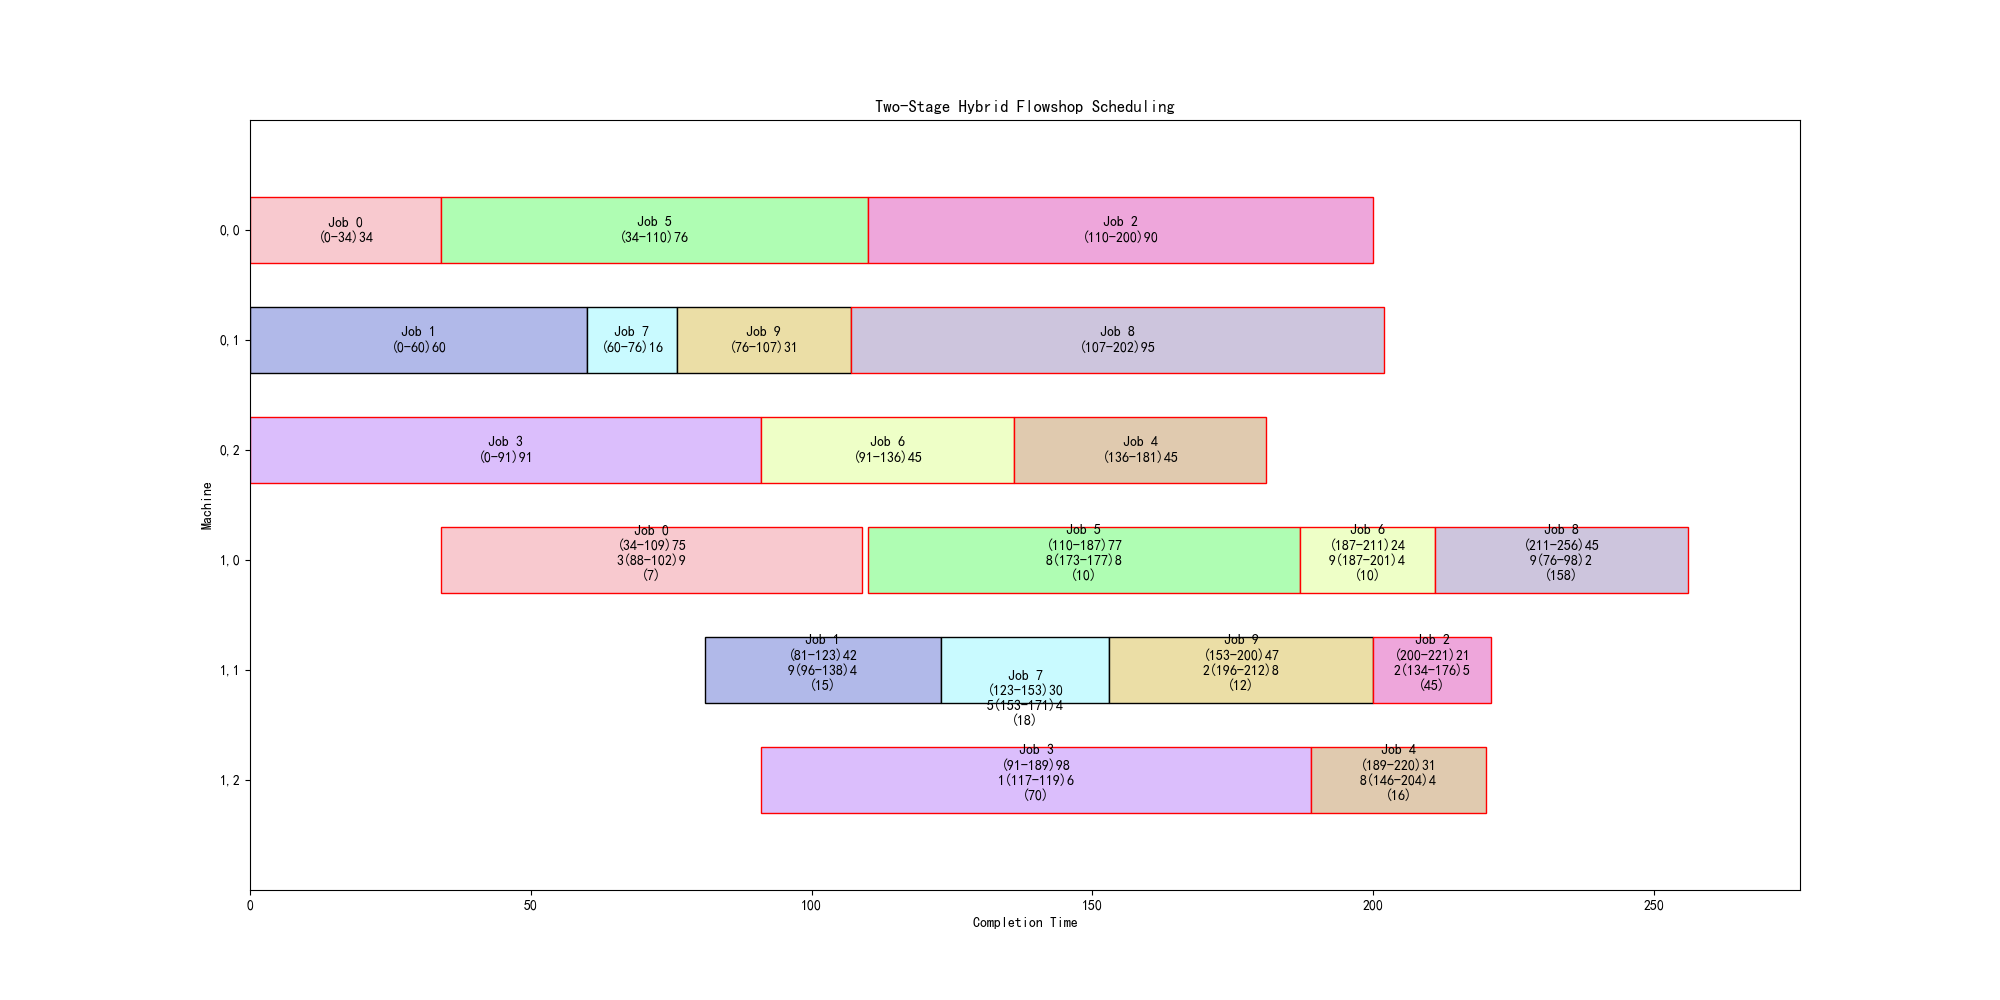 Two-Stage Hybrid Flowshop Scheduling
0,0
Job 0
(0-34)34
Job 5
(34-110)76
Job 2
(110-200)90
0,1
Job 1
(0-60)60
Job 7
(60-76)16
Job 9
(76-107)31
Job 8
(107-202)95
0,2
Job 3
(0-91)91
Job 6
(91-136)45
Job 4
(136-181)45
Machine
1,0
Job 0
(34-109)75
3(88-102)9
(7)
Job 5
(110-187)77
8(173-177)8
(10)
Job 6
(187-211)24
9(187-201)4
(10)
Job 8
(211-256)45
9(76-98)2
(158)
1,1
Job 1
(81-123)42
9(96-138)4
(15)
Job 7
(123-153)30
5(153-171)4
(18)
Job 9
(153-200)47
2(196-212)8
(12)
Job 2
(200-221)21
2(134-176)5
(45)
1,2
Job 3
(91-189)98
1(117-119)6
(70)
Job 4
(189-220)31
8(146-204)4
(16)
0
50
100
150
200
250
Completion Time